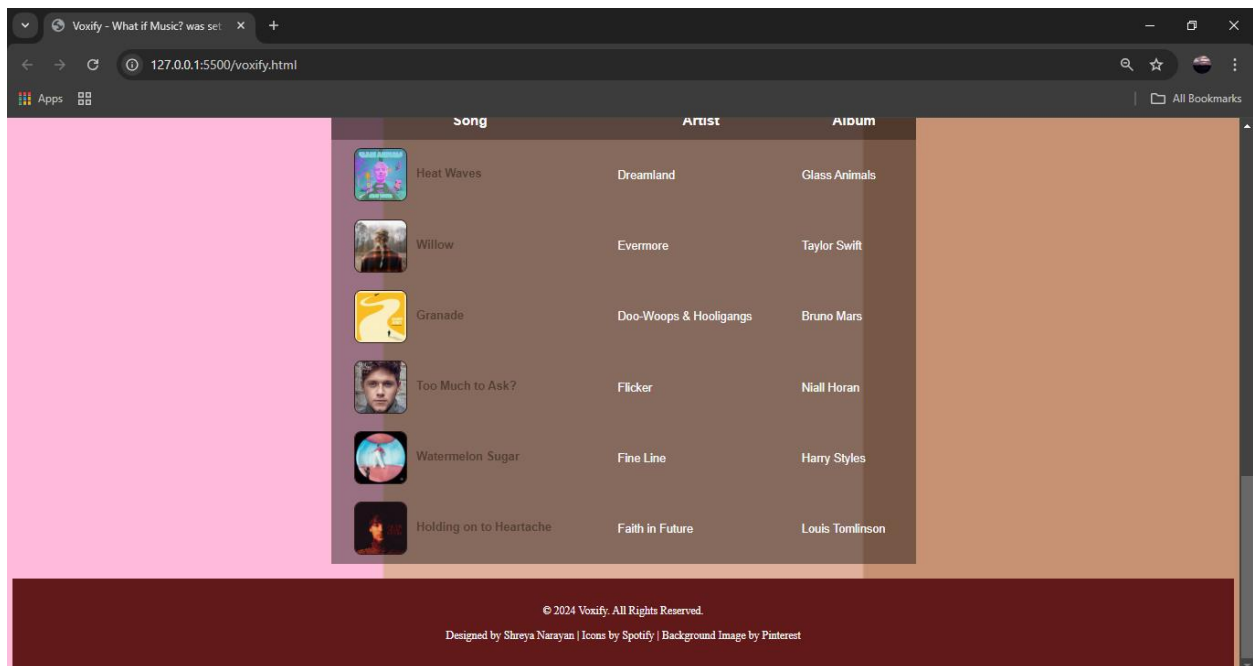 Voxify - What if Music? was set
127.0.0.1:5500/voxify.html
Apps
All Bookmarks
Song Artist Album
Heat Waves Dreamland Glass Animals
Willow Evermore Taylor Swift
Granade Doo-Woops & Hooligangs Bruno Mars
Too Much to Ask? Flicker Niall Horan
Watermelon Sugar Fine Line Harry Styles
Holding on to Heartache Faith in Future Louis Tomlinson
© 2024 Voxify. All Rights Reserved.
Designed by Shreya Narayan | Icons by Spotify | Background Image by Pinterest